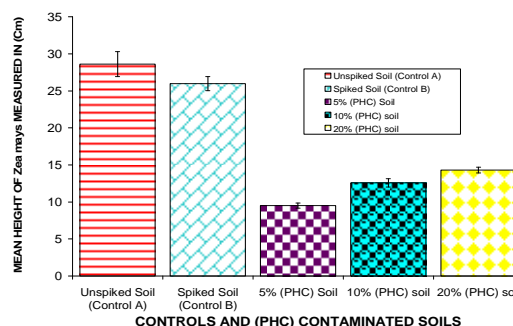 MEAN HEIGHT OF Zea mays MEASURED IN (Cm)
35
30
25
20
15
10
5
0
Unspiked Soil (Control A)
Spiked Soil (Control B)
5% (PHC) Soil
10% (PHC) soil
20% (PHC) soil
Unspiked Soil
(Control A)
Spiked Soil
(Control B)
5% (PHC) Soil
10% (PHC) Soil
20% (PHC) soil
CONTROLS AND (PHC) CONTAMINATED SOILS